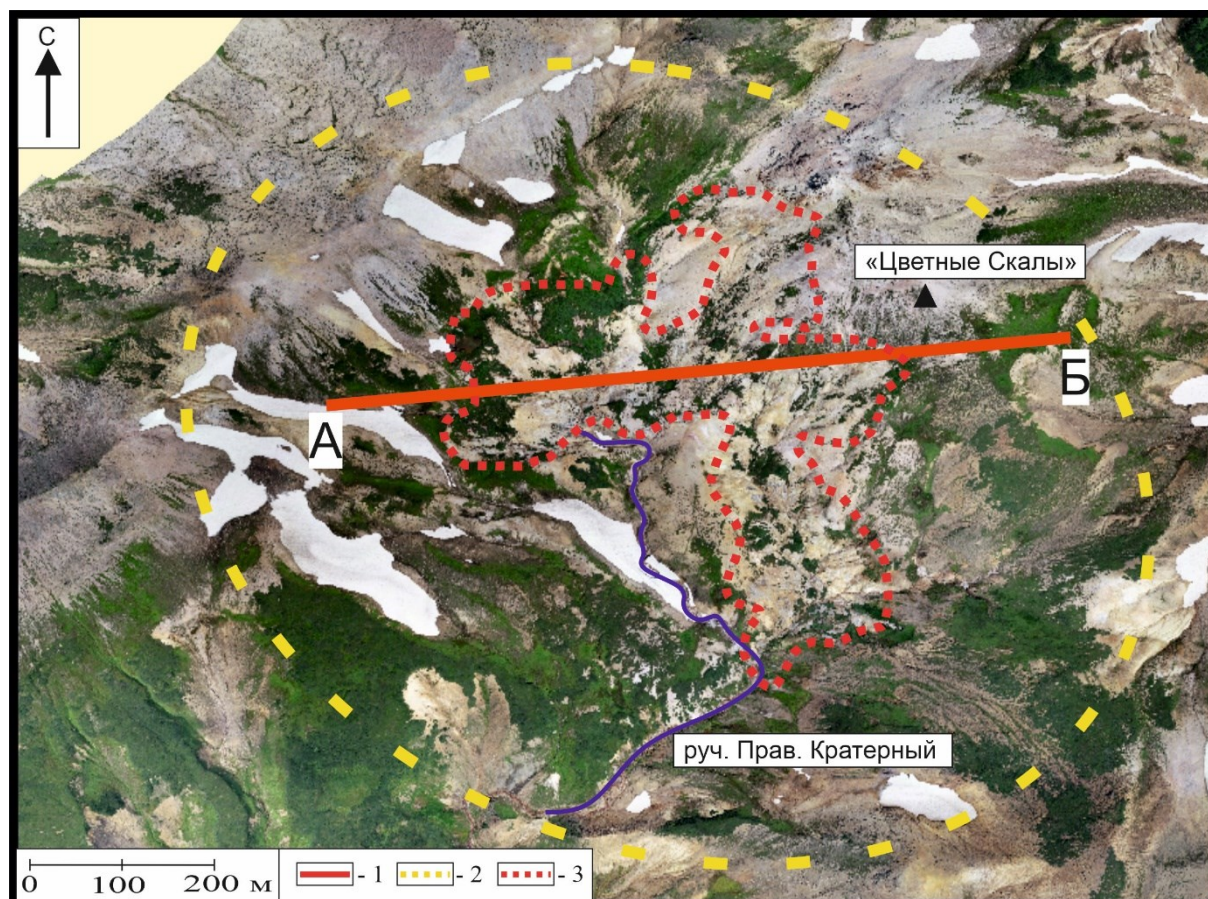 С
«Цветные Скалы»
А
Б
руч. Прав. Кратерный
0 100 200 м
- 1 - 2 - 3